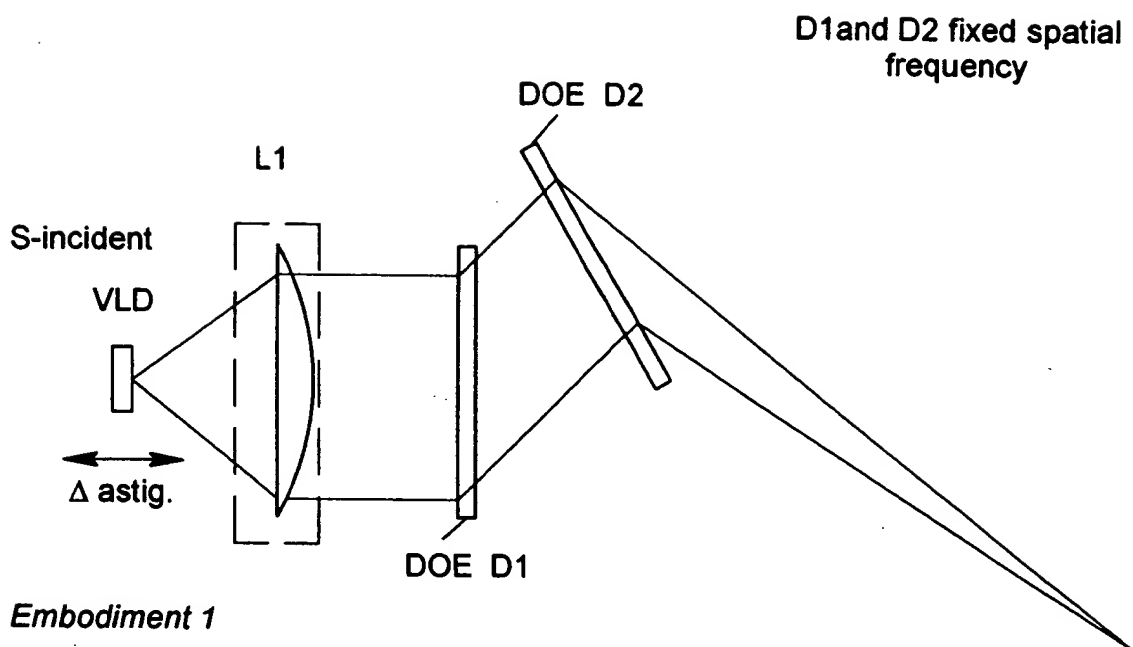 D1and D2 fixed spatial
frequency
DOE D2
L1
S-incident
VLD
Δ astig.
DOE D1
Embodiment 1